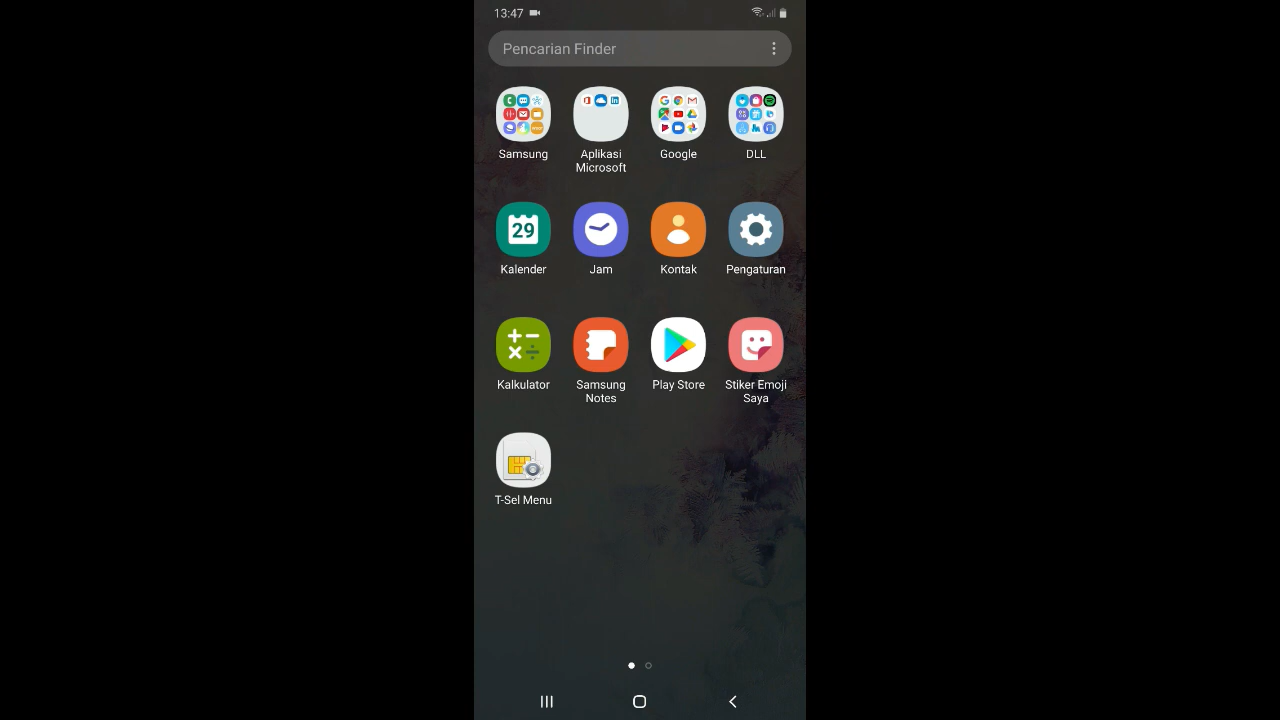 13:47
Pencarian Finder
Samsung
Aplikasi
Microsoft
Google
DLL
29
Kalender
Jam
Kontak
Pengaturan
Kalkulator
Samsung
Notes
Play Store
Stiker Emoji
Saya
T-Sel Menu